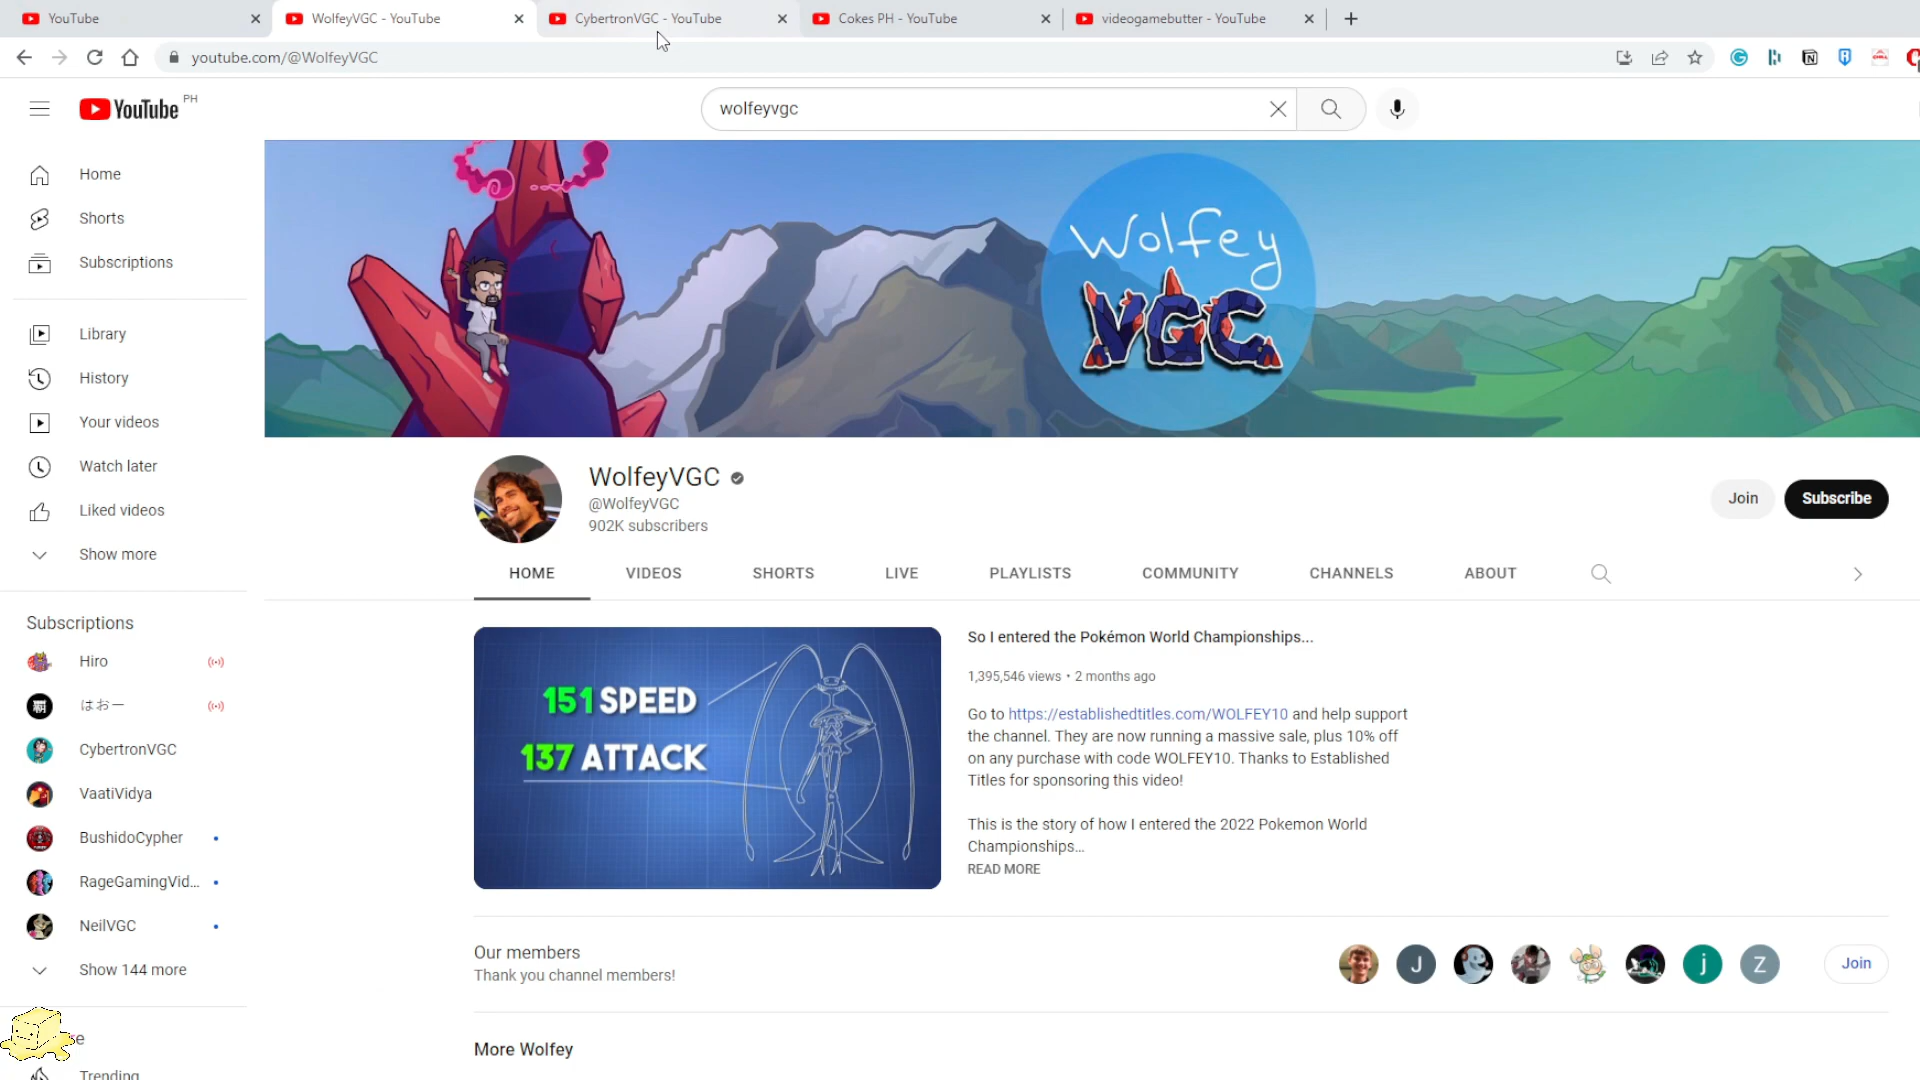 YouTube
WolfeyVGC - YouTube
CybertronVGC - YouTube
Cokes PH - YouTube
videogamebutter - YouTube
youtube.com/@WolfeyVGC
YouTube PH
wolfeyvgc
Home
Shorts
Subscriptions
Library
History
Your videos
Watch later
Liked videos
Show more
Subscriptions
Hiro
はおー
CybertronVGC
VaatiVidya
BushidoCypher
RageGamingVid...
NeilVGC
Show 144 more
re
Trending
Wolfey
VGC
WolfeyVGC
@WolfeyVGC
902K subscribers
Join
Subscribe
HOME
VIDEOS
SHORTS
LIVE
PLAYLISTS
COMMUNITY
CHANNELS
ABOUT
151 SPEED
137 ATTACK
So I entered the Pokémon World Championships...
1,395,546 views • 2 months ago
Go to https://establishedtitles.com/WOLFEY10 and help support
the channel. They are now running a massive sale, plus 10% off
on any purchase with code WOLFEY10. Thanks to Established
Titles for sponsoring this video!
This is the story of how I entered the 2022 Pokemon World
Championships...
READ MORE
Our members
Thank you channel members!
J
j
Z
Join
More Wolfey